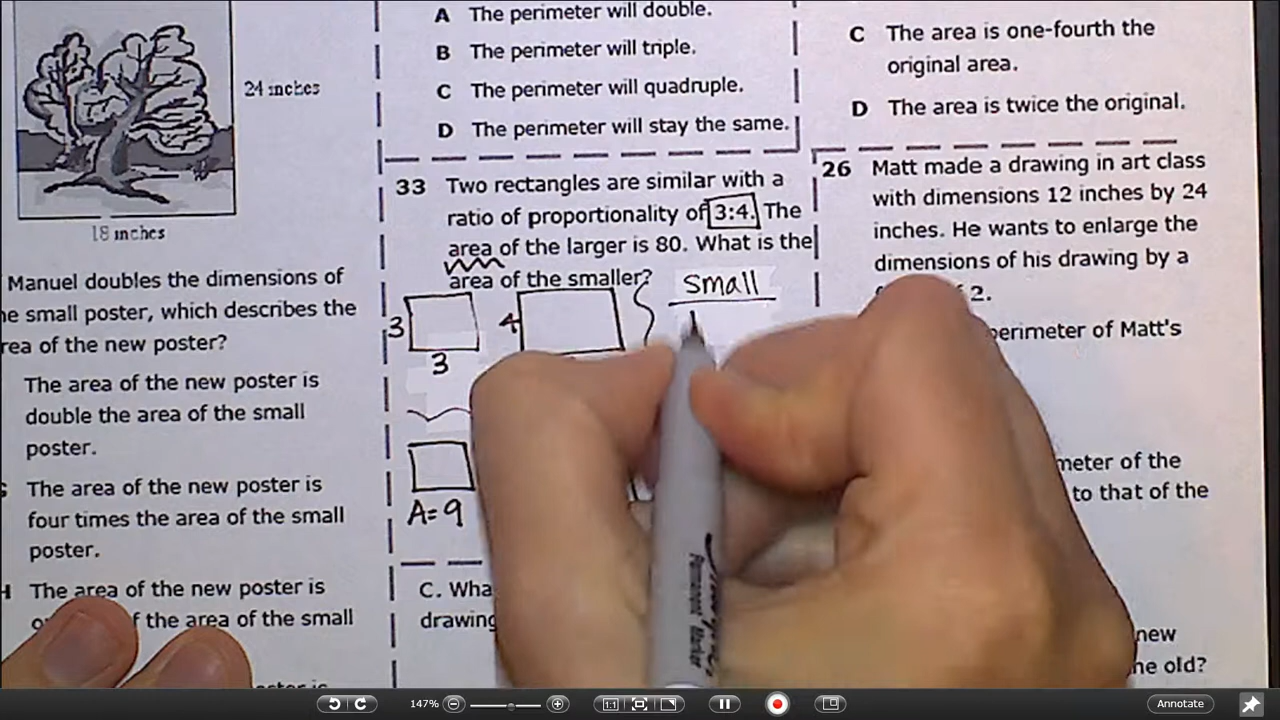 24 inches
18 inches
Manuel doubles the dimensions of
small poster, which describes the
of the new poster?
The area of the new poster is
double the area of the small
poster.
The area of the new poster is
four times the area of the small
poster.
H The area of the new poster is
the area of the small
A The perimeter will double.
B The perimeter will triple.
C The perimeter will quadruple.
D The perimeter will stay the same.
33 Two rectangles are similar with a
ratio of proportionality of 3:4. The
area of the larger is 80. What is the
area of the smaller?
3
3
4
small
A=9
C.
drawing
C The area is one-fourth the
original area.
D The area is twice the original.
26 Matt made a drawing in art class
with dimensions 12 inches by 24
inches. He wants to enlarge the
dimensions of his drawing by a
2.
perimeter of Matt's
of the
to that of the
new
old?
Permanent Marker
147%
1:1
Annotate